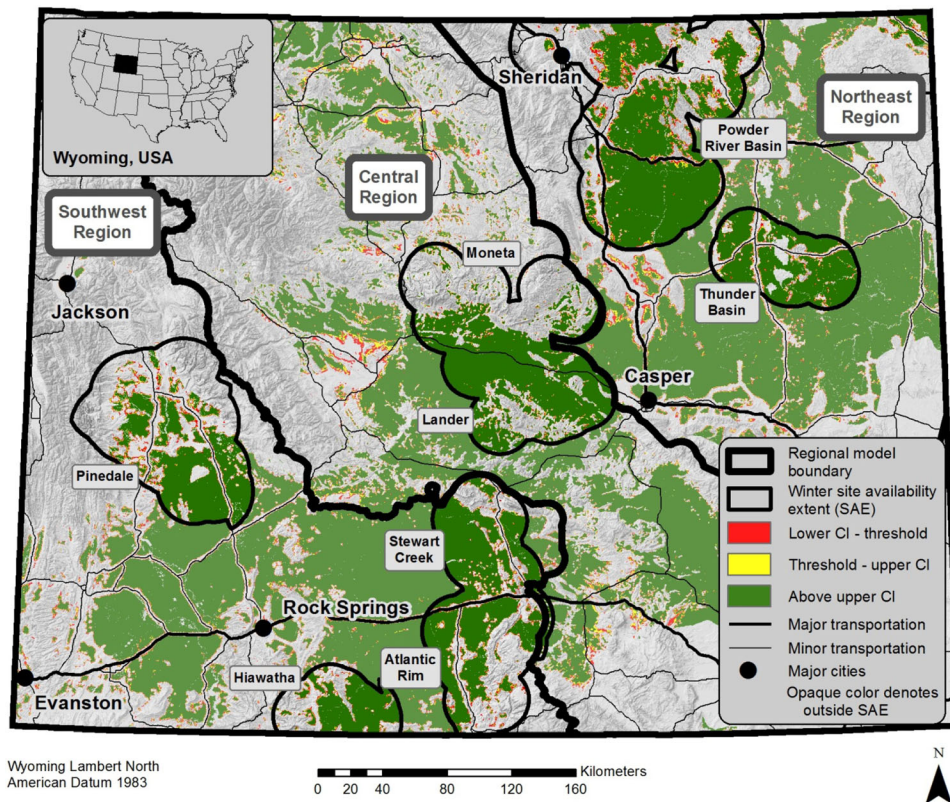 Wyoming, USA
Sheridan
Northeast
Region
Powder
River Basin
Central
Region
Southwest
Region
Moneta
Jackson
Thunder
Basin
Casper
Lander
Pinedale
Stewart
Creek
Rock Springs
Hiawatha
Atlantic
Rim
Evanston
Regional model
boundary
Winter site availability
extent (SAE)
Lower CI - threshold
Threshold - upper CI
Above upper CI
Major transportation
Minor transportation
Major cities
Opaque color denotes
outside SAE
Wyoming Lambert North
American Datum 1983
Kilometers
0 20 40 80 120 160
N